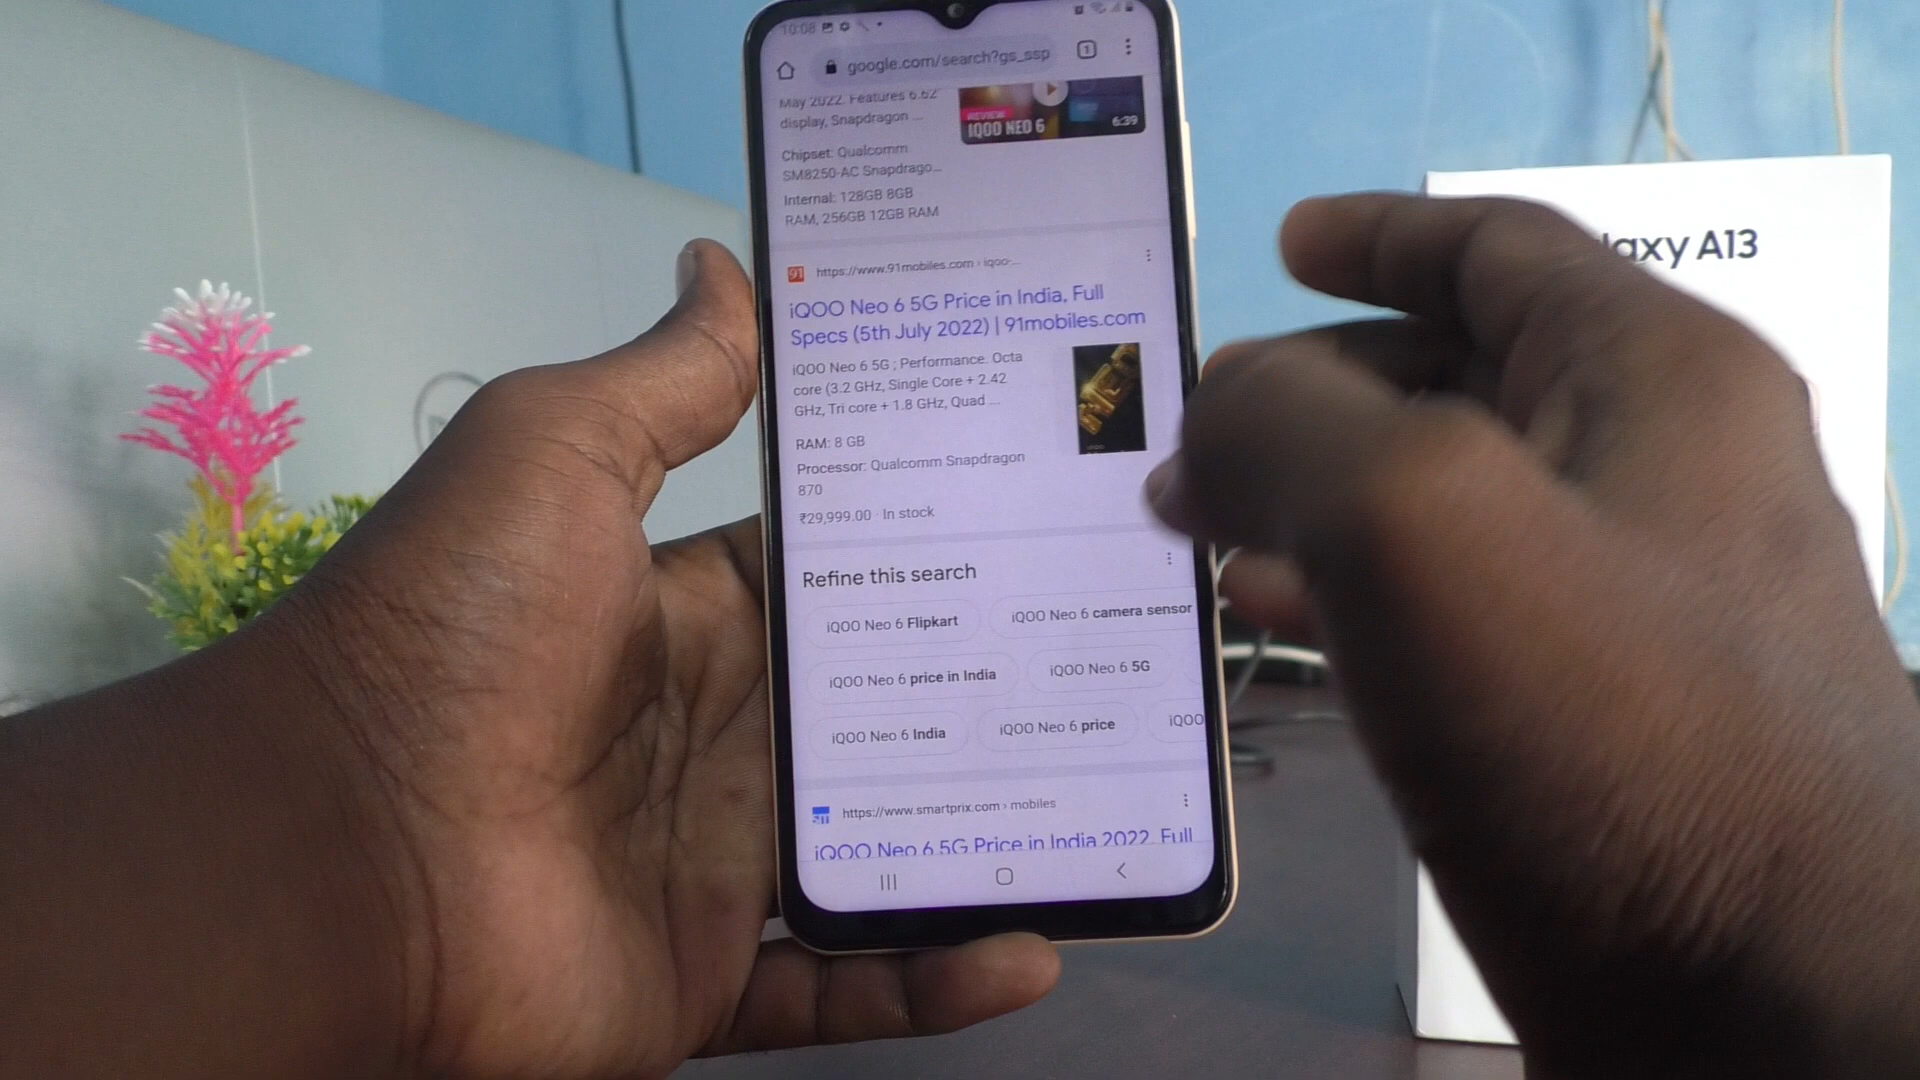 10:08
google.com/search?gs_ssp
1
May 2022. Features 6.62
display, Snapdragon ...
REVIEW
IQOO NEO 6
6:39
Chipset: Qualcomm
SM8250-AC Snapdrago...
Internal: 128GB 8GB
RAM, 256GB 12GB RAM
91
https://www.91mobiles.com › iqoo-...
iQOO Neo 6 5G Price in India, Full
Specs (5th July 2022) | 91mobiles.com
iQOO Neo 6 5G ; Performance. Octa
core (3.2 GHz, Single Core + 2.42
GHz, Tri core + 1.8 GHz, Quad ...
RAM: 8 GB
Processor: Qualcomm Snapdragon
870
₹29,999.00 · In stock
Refine this search
iQOO Neo 6 Flipkart
iQOO Neo 6 camera sensor
iQOO Neo 6 price in India
iQOO Neo 6 5G
iQOO Neo 6 India
iQOO Neo 6 price
iQOO
https://www.smartprix.com › mobiles
iQOO Neo 6 5G Price in India 2022, Full
laxy A13